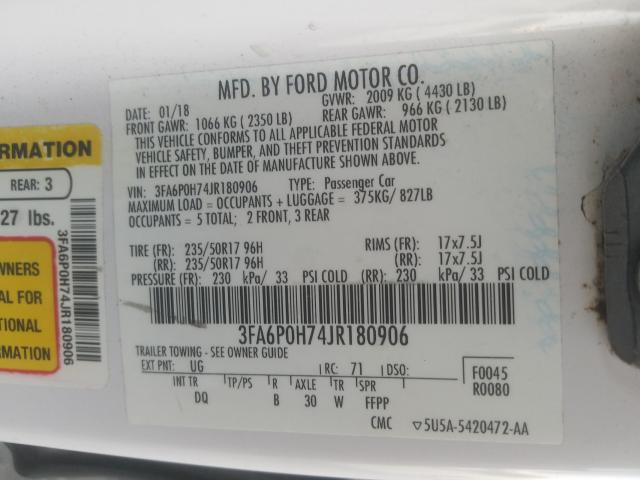 MFD. BY FORD MOTOR CO.
DATE: 01/18 GVWR: 2009 KG ( 4430 LB)
FRONT GAWR: 1066 KG ( 2350 LB) REAR GAWR: 966 KG ( 2130 LB)
THIS VEHICLE CONFORMS TO ALL APPLICABLE FEDERAL MOTOR
VEHICLE SAFETY, BUMPER, AND THEFT PREVENTION STANDARDS
IN EFFECT ON THE DATE OF MANUFACTURE SHOWN ABOVE.
VIN: 3FA6P0H74JR180906 TYPE: Passenger Car
MAXIMUM LOAD = OCCUPANTS + LUGGAGE = 375KG/ 827LB
OCCUPANTS = 5 TOTAL; 2 FRONT, 3 REAR
TIRE (FR): 235/50R17 96H RIMS (FR): 17x7.5J
(RR): 235/50R17 96H (RR): 17x7.5J
PRESSURE (FR): 230 kPa/ 33 PSI COLD (RR): 230 kPa/ 33 PSI COLD
3FA6P0H74JR180906
TRAILER TOWING - SEE OWNER GUIDE
EXT PNT: UG RC: 71 DSO: F0045
INT TR TP/PS R AXLE TR SPR R0080
DQ B 30 W FFPP
CMC ▽5U5A-5420472-AA
ORMATION
REAR: 3
27 lbs.
3FA6P0H74JR180906
WNERS
AL FOR
TIONAL
ORMATION